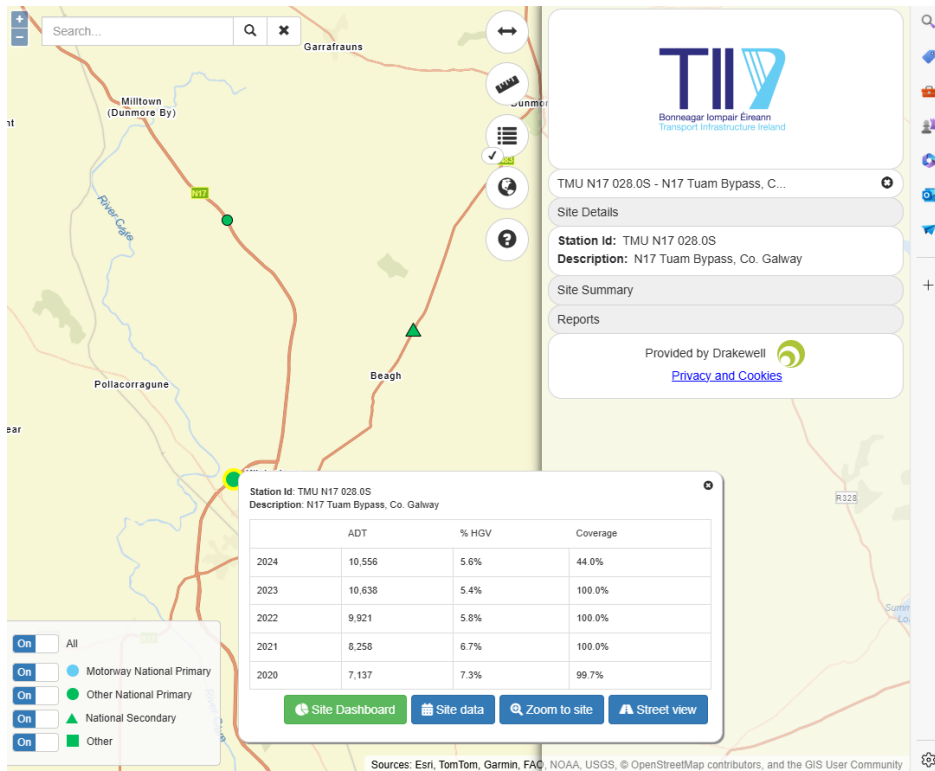 +
−
Search...
Garrafrauns
Milltown
(Dunmore By)
N17
River Clare
Beagh
Pollacorragune
R328
TII
Bonneagar Iompair Éireann
Transport Infrastructure Ireland
TMU N17 028.0S - N17 Tuam Bypass, C...
Site Details
Station Id: TMU N17 028.0S
Description: N17 Tuam Bypass, Co. Galway
Site Summary
Reports
Provided by Drakewell
Privacy and Cookies
Station Id: TMU N17 028.0S
Description: N17 Tuam Bypass, Co. Galway
ADT % HGV Coverage
2024 10,556 5.6% 44.0%
2023 10,638 5.4% 100.0%
2022 9,921 5.8% 100.0%
2021 8,258 6.7% 100.0%
2020 7,137 7.3% 99.7%
Site Dashboard Site data Zoom to site Street view
On All
On Motorway National Primary
On Other National Primary
On National Secondary
On Other
Sources: Esri, TomTom, Garmin, FAO, NOAA, USGS, © OpenStreetMap contributors, and the GIS User Community